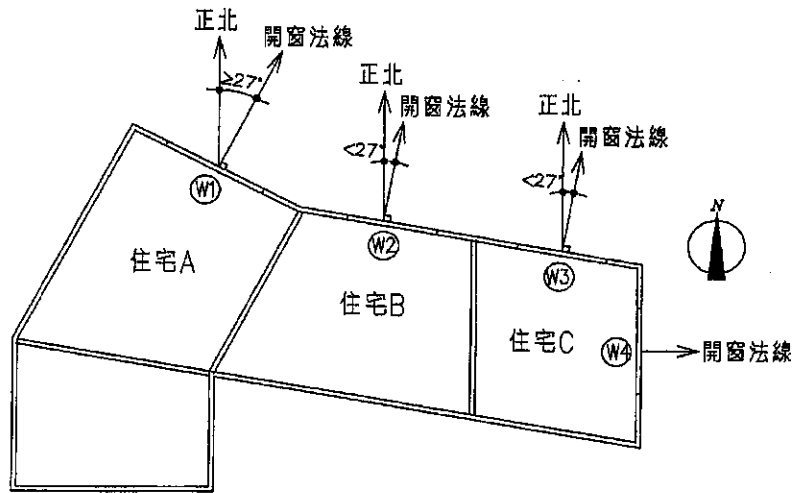 正北
開窗法線
≥27°
正北
開窗法線
<27°
正北
開窗法線
<27°
W1
W2
W3
N
住宅A
住宅B
住宅C
W4
開窗法線